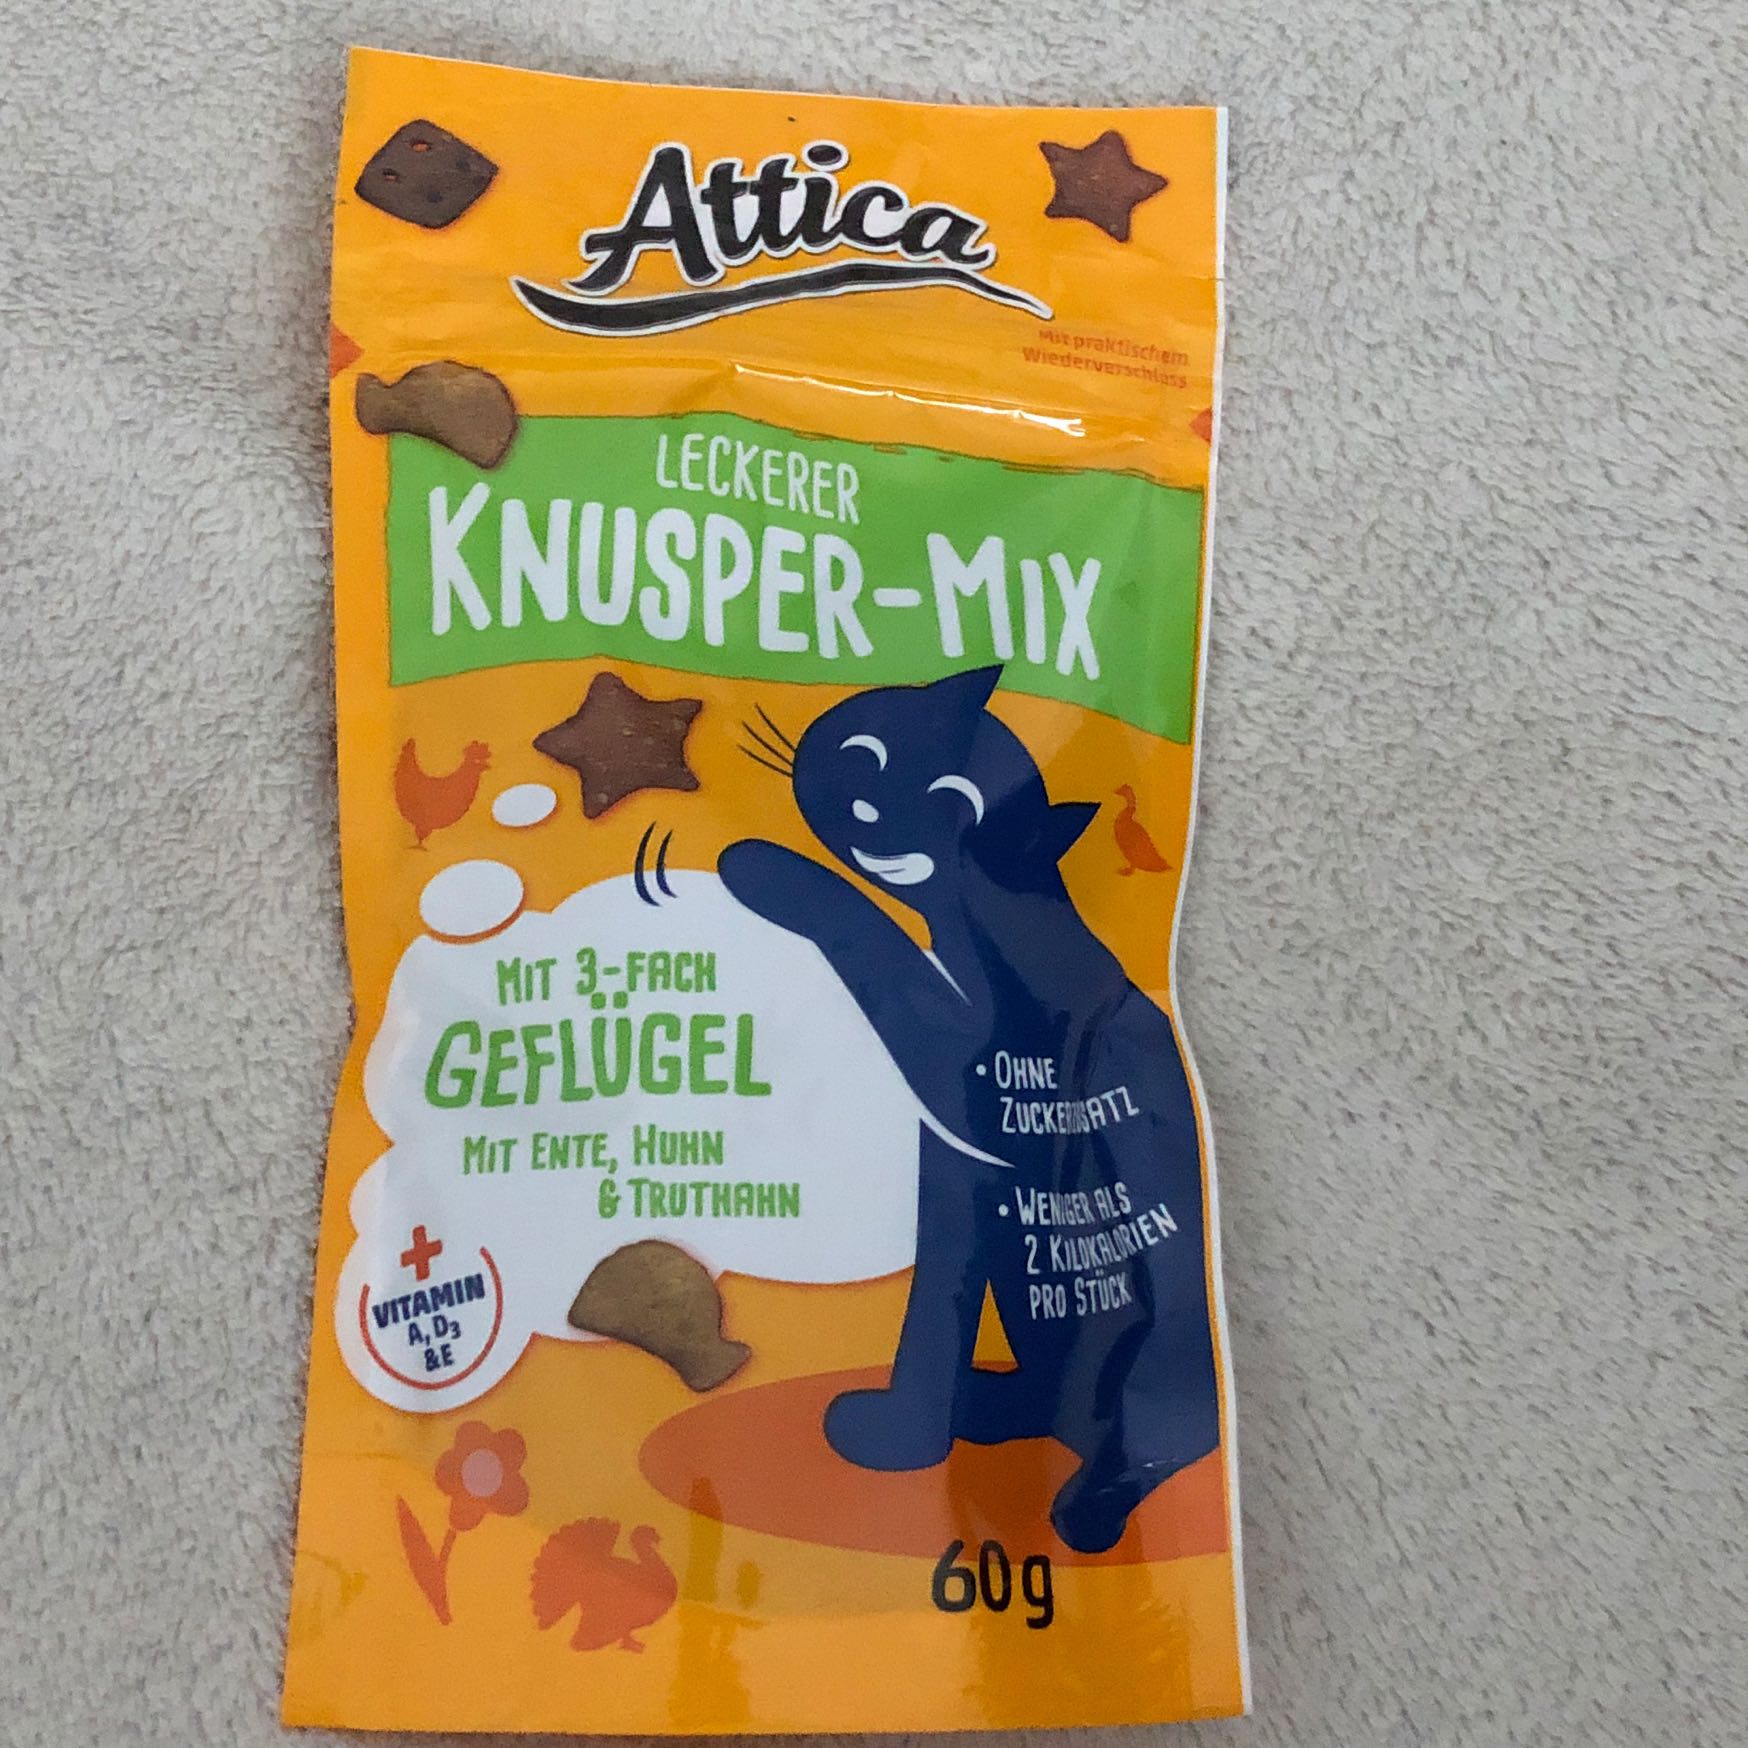 Attica
Mit praktischem
Wiederverschluss
LECKERER
KNUSPER-MIX
MIT 3-FACH
GEFLÜGEL
MIT ENTE, HUHN
& TRUTHAHN
+
VITAMIN
A, D3
& E
• OHNE
ZUCKERZUSATZ
• WENIGER ALS
2 KILOKALORIEN
PRO STÜCK
60 g